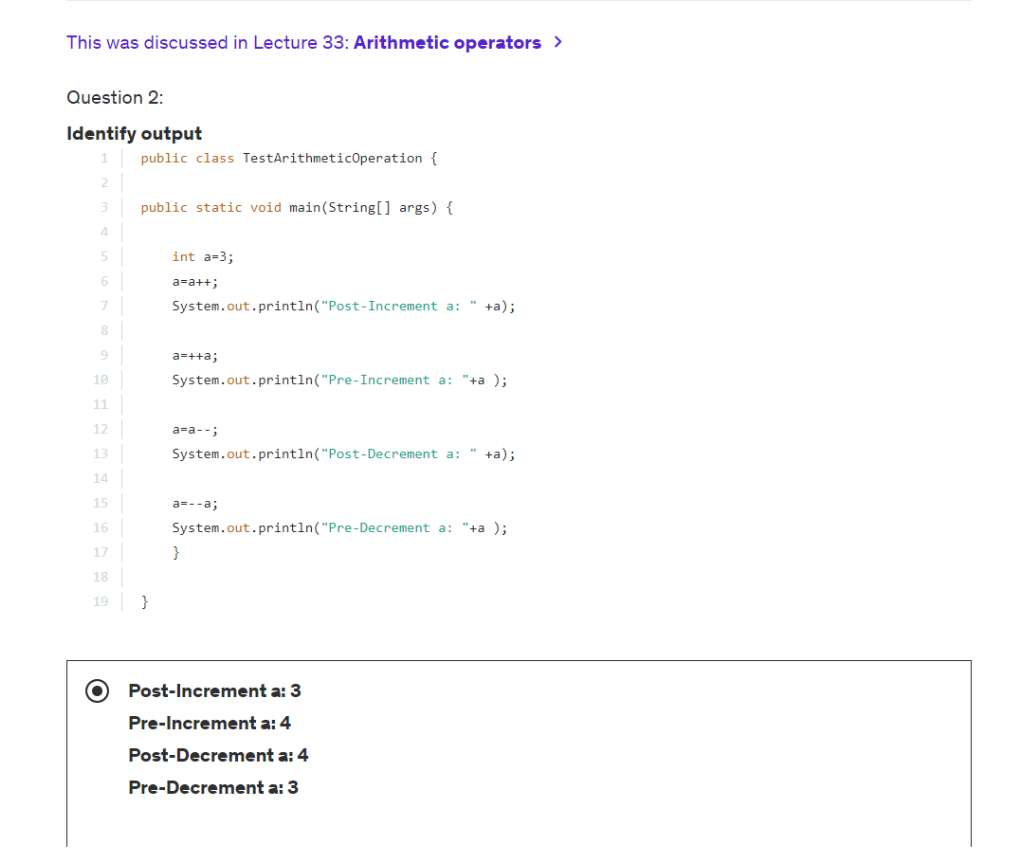 This was discussed in Lecture 33: Arithmetic operators >
Question 2:
Identify output
1 public class TestArithmeticOperation {
2
3 public static void main(String[] args) {
4
5 int a=3;
6 a=a++;
7 System.out.println("Post-Increment a: " +a);
8
9 a=++a;
10 System.out.println("Pre-Increment a: "+a );
11
12 a=a--;
13 System.out.println("Post-Decrement a: " +a);
14
15 a=--a;
16 System.out.println("Pre-Decrement a: "+a );
17 }
18
19 }
Post-Increment a: 3
Pre-Increment a: 4
Post-Decrement a: 4
Pre-Decrement a: 3